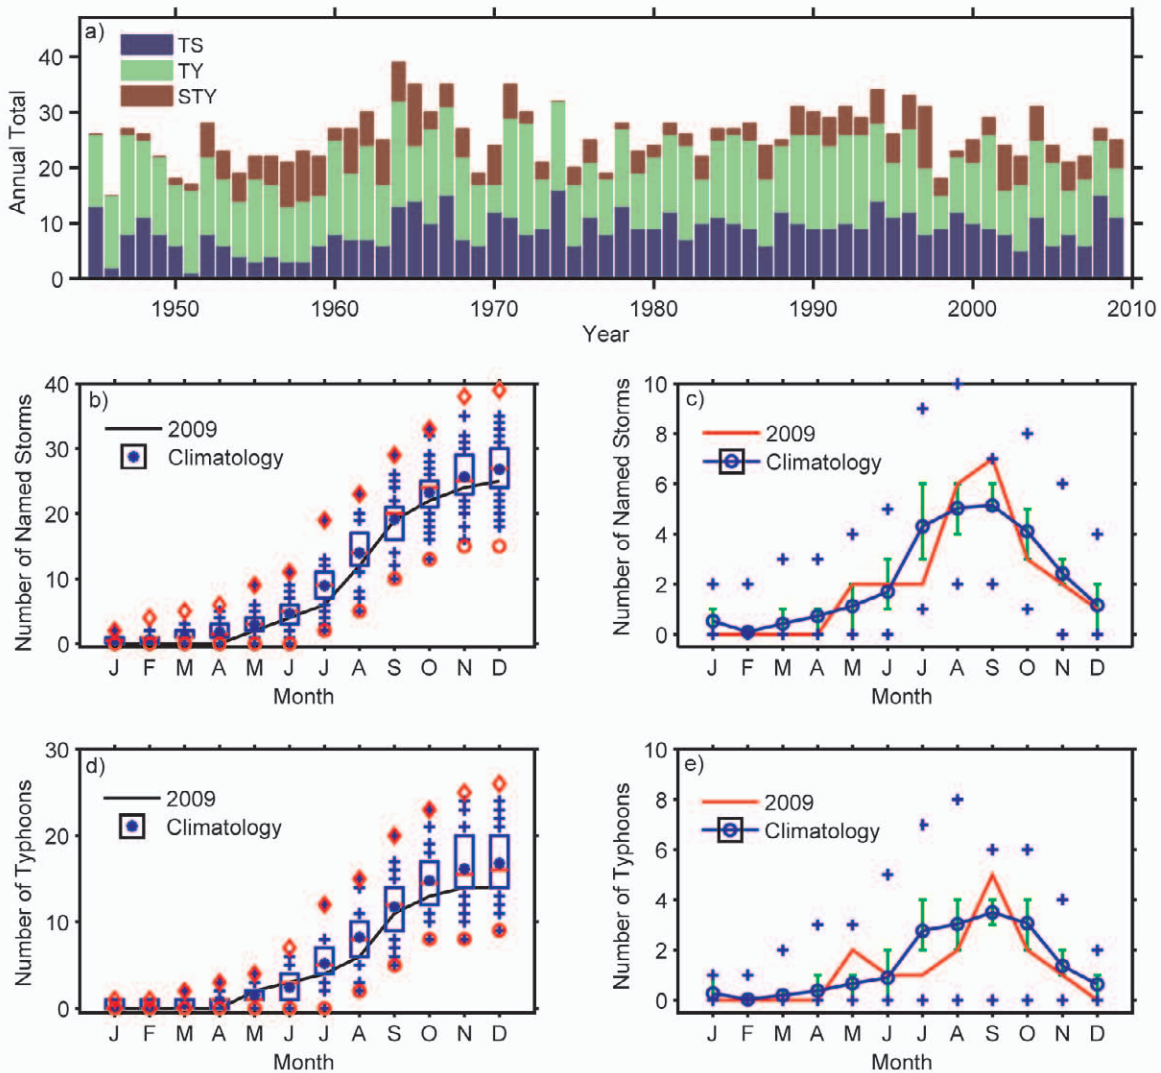 a)
TS
TY
STY
Annual Total
40
30
20
10
0
1950 1960 1970 1980 1990 2000 2010
Year
b)
2009
Climatology
Number of Named Storms
40
30
20
10
0
J F M A M J J A S O N D
Month
c)
2009
Climatology
Number of Named Storms
10
8
6
4
2
0
J F M A M J J A S O N D
Month
d)
2009
Climatology
Number of Typhoons
30
20
10
0
J F M A M J J A S O N D
Month
e)
2009
Climatology
Number of Typhoons
10
8
6
4
2
0
J F M A M J J A S O N D
Month